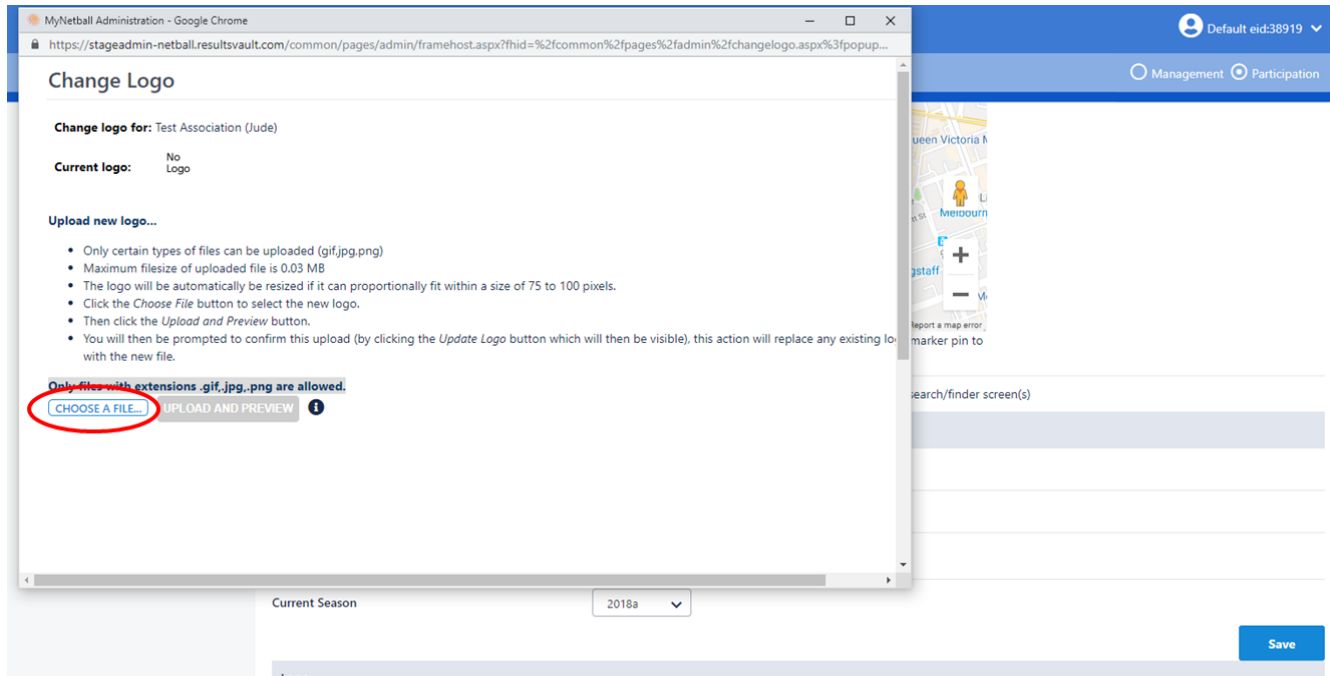 MyNetball Administration - Google Chrome
https://stageadmin-netball.resultsvault.com/common/pages/admin/framehost.aspx?fhid=%2fcommon%2fpages%2fadmin%2fchangelogo.aspx%3fpopup...
Default eid:38919
Management Participation
Change Logo
Change logo for: Test Association (Jude)
Current logo:
No
Logo
Upload new logo...
• Only certain types of files can be uploaded (gif,jpg,png)
• Maximum filesize of uploaded file is 0.03 MB
• The logo will be automatically be resized if it can proportionally fit within a size of 75 to 100 pixels.
• Click the Choose File button to select the new logo.
• Then click the Upload and Preview button.
• You will then be prompted to confirm this upload (by clicking the Update Logo button which will then be visible), this action will replace any existing lo
with the new file.
Only files with extensions .gif,.jpg,.png are allowed.
CHOOSE A FILE... UPLOAD AND PREVIEW
ueen Victoria M
Melbourn
gstaff
+
Report a map error
marker pin to
search/finder screen(s)
Current Season
2018a
Save